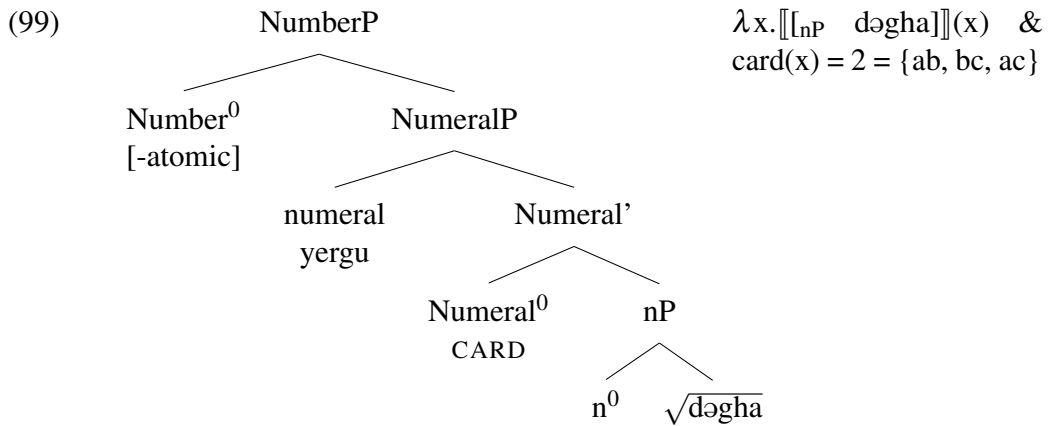 (99) NumberP λx.⟦[nP dəgha]⟧(x) &
card(x) = 2 = {ab, bc, ac}
Number⁰ NumeralP
[-atomic]
numeral Numeral’
yergu
Numeral⁰ nP
CARD
n⁰ √dəgha